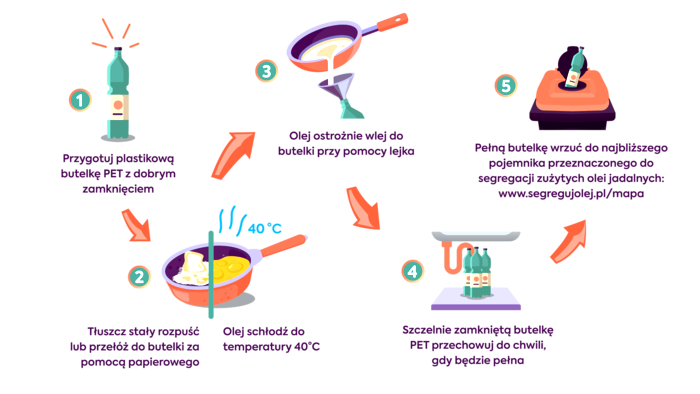 1
Przygotuj plastikową
butelkę PET z dobrym
zamknięciem
40 °C
2
Tłuszcz stały rozpuść
lub przełóż do butelki za
pomocą papierowego
Olej schłodź do
temperatury 40°C
3
Olej ostrożnie wlej do
butelki przy pomocy lejka
4
Szczelnie zamkniętą butelkę
PET przechowuj do chwili,
gdy będzie pełna
5
Pełną butelkę wrzuć do najbliższego
pojemnika przeznaczonego do
segregacji zużytych olei jadalnych:
www.segregujolej.pl/mapa